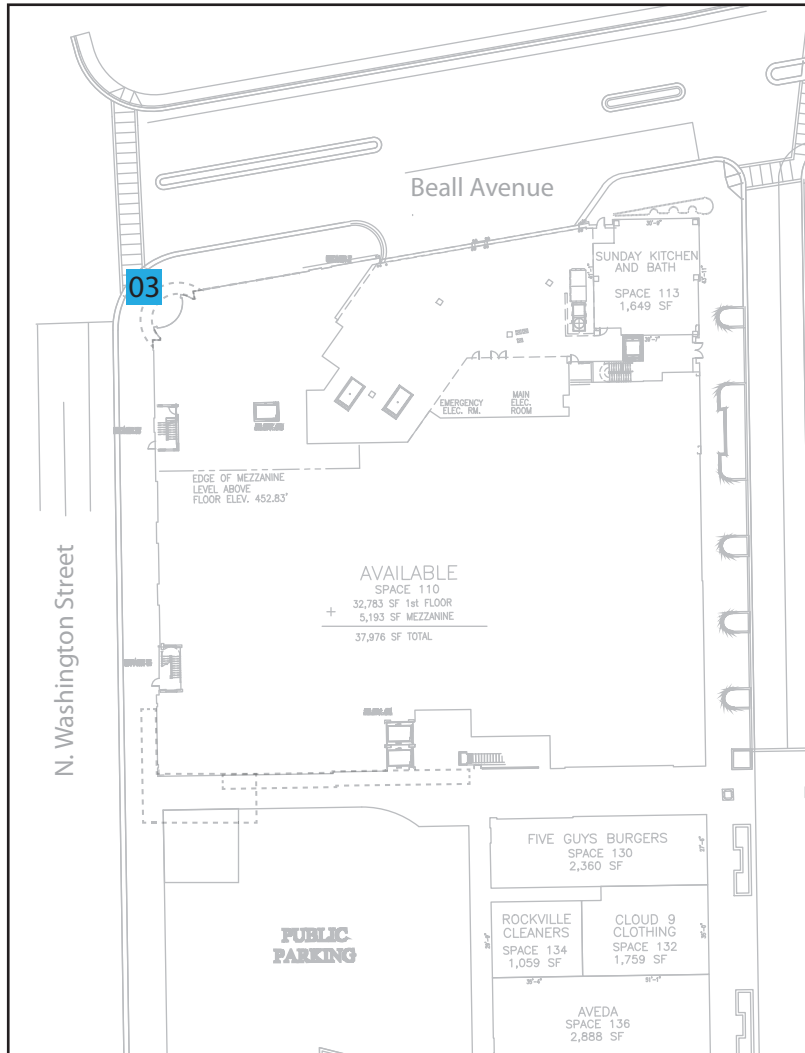 Beall Avenue
03
SUNDAY KITCHEN
AND BATH
SPACE 113
1,649 SF
EMERGENCY
ELEC. RM.
MAIN
ELEC.
ROOM
EDGE OF MEZZANINE
LEVEL ABOVE
FLOOR ELEV. 452.83'
N. Washington Street
AVAILABLE
SPACE 110
32,783 SF 1st FLOOR
+ 5,193 SF MEZZANINE
37,976 SF TOTAL
FIVE GUYS BURGERS
SPACE 130
2,360 SF
ROCKVILLE
CLEANERS
SPACE 134
1,059 SF
CLOUD 9
CLOTHING
SPACE 132
1,759 SF
PUBLIC
PARKING
AVEDA
SPACE 136
2,888 SF